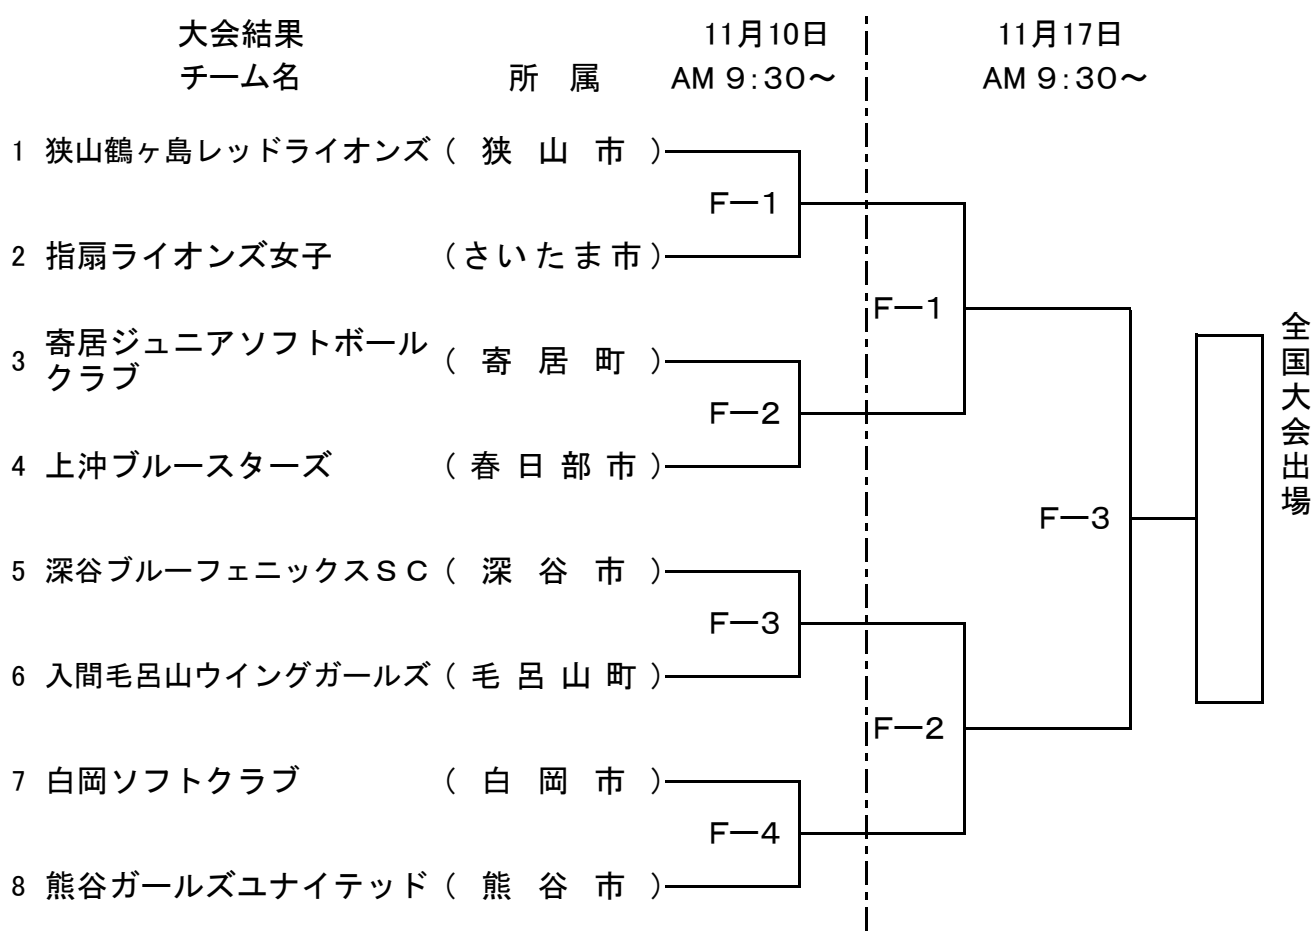 大会結果 11月10日 11月17日
チーム名 所 属 AM 9:30～ AM 9:30～
1 狭山鶴ヶ島レッドライオンズ ( 狭 山 市 )
F―1
2 指扇ライオンズ女子 (さいたま市)
F―1
3 寄居ジュニアソフトボール
クラブ ( 寄 居 町 )
F―2
4 上沖ブルースターズ ( 春 日 部 市 )
F―3
全国大会出場
5 深谷ブルーフェニックスＳＣ ( 深 谷 市 )
F―3
6 入間毛呂山ウイングガールズ ( 毛 呂 山 町 )
F―2
7 白岡ソフトクラブ ( 白 岡 市 )
F―4
8 熊谷ガールズユナイテッド ( 熊 谷 市 )